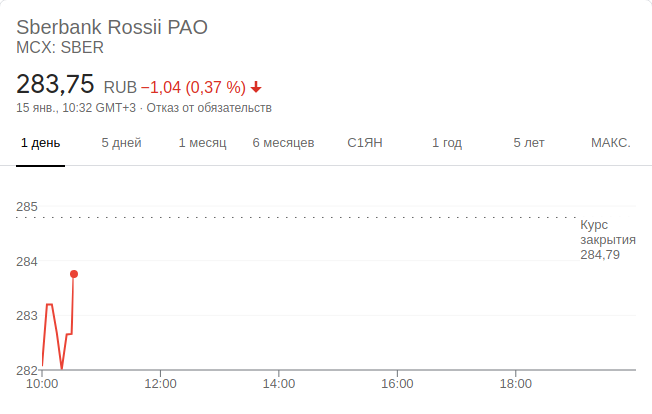 Sberbank Rossii PAO
MCX: SBER
283,75 RUB −1,04 (0,37 %)
15 янв., 10:32 GMT+3 · Отказ от обязательств
1 день 5 дней 1 месяц 6 месяцев С1ЯН 1 год 5 лет МАКС.
285
Курс
закрытия
284,79
284
283
282
10:00 12:00 14:00 16:00 18:00